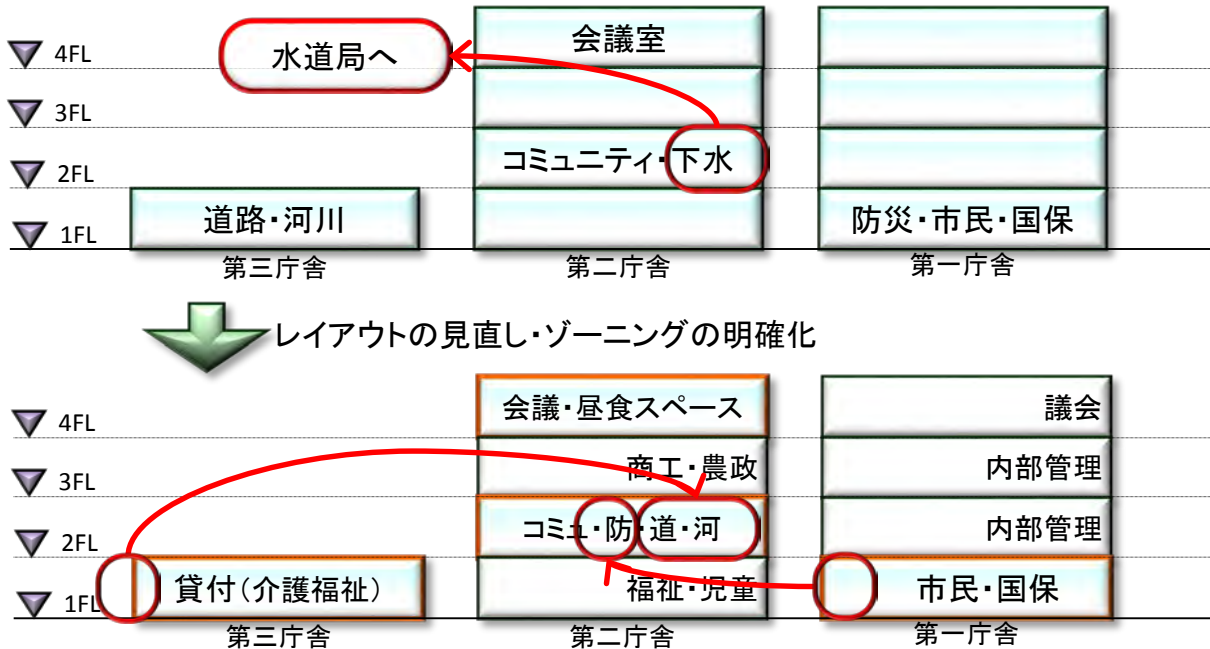 水道局へ
会議室
4FL
3FL
コミュニティ・下水
2FL
道路・河川
防災・市民・国保
1FL
第三庁舎
第二庁舎
第一庁舎
レイアウトの見直し・ゾーニングの明確化
会議・昼食スペース
議会
4FL
商工・農政
内部管理
3FL
コミュ・防・道・河
内部管理
2FL
貸付(介護福祉)
福祉・児童
市民・国保
1FL
第三庁舎
第二庁舎
第一庁舎